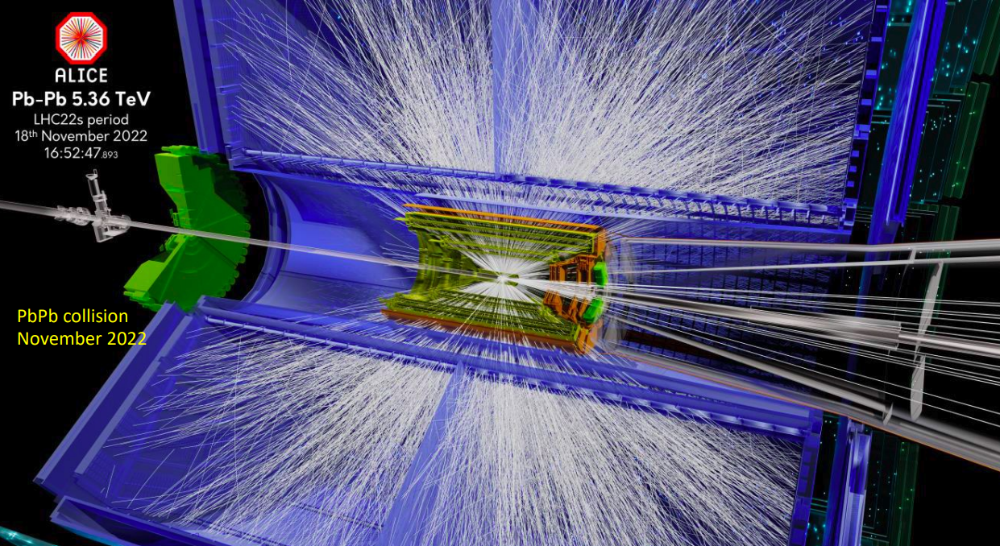 ALICE
Pb-Pb 5.36 TeV
LHC22s period
18th November 2022
16:52:47.893
PbPb collision
November 2022